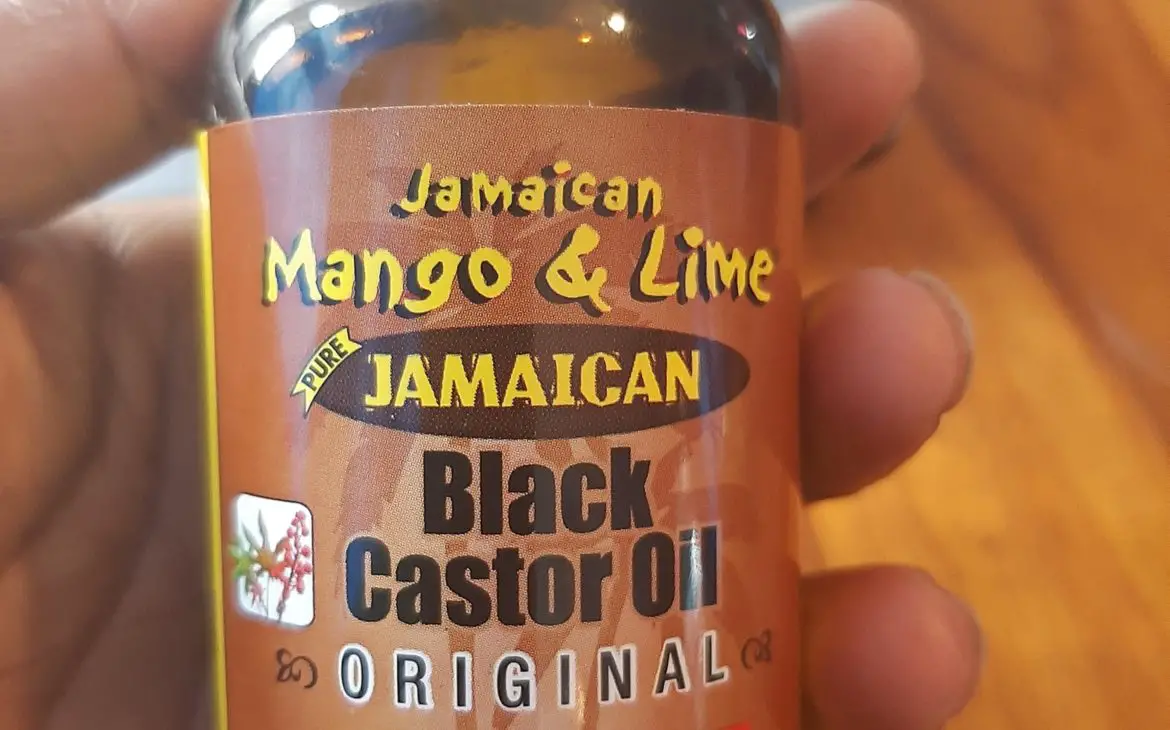 Jamaican
Mango & Lime
PURE JAMAICAN
Black
Castor Oil
ORIGINAL